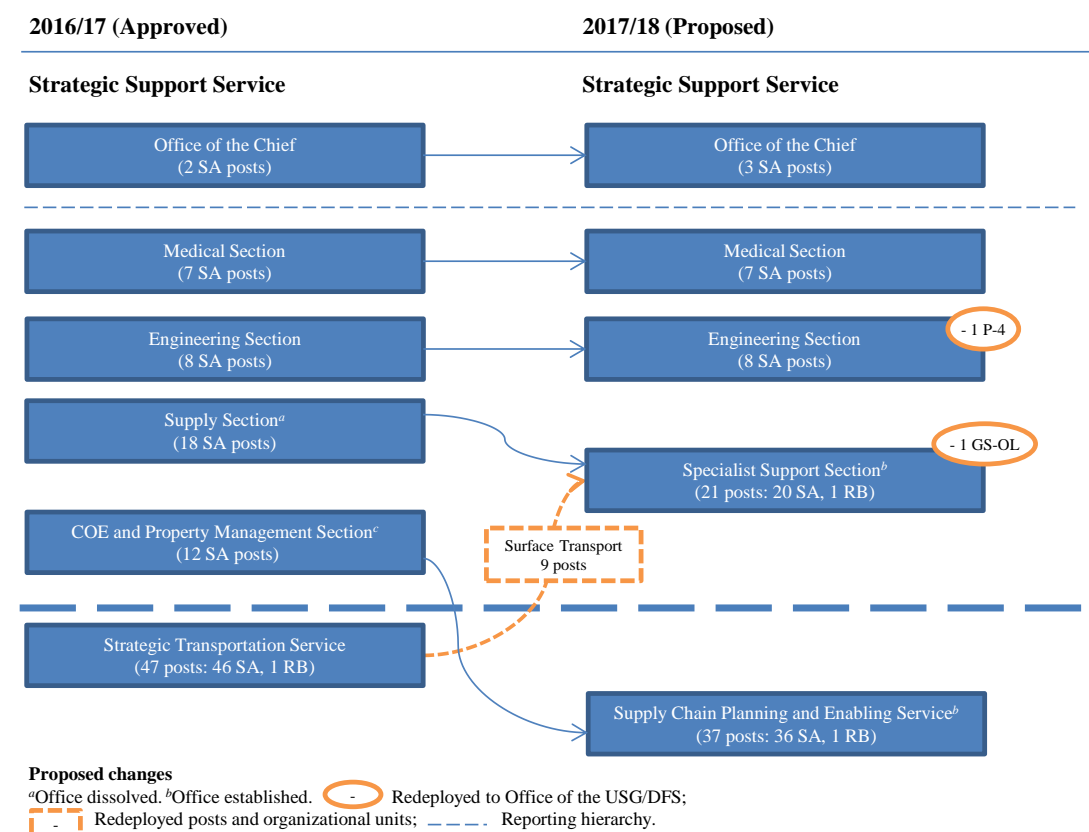 2016/17 (Approved)
2017/18 (Proposed)
Strategic Support Service
Strategic Support Service
Office of the Chief
(2 SA posts)
Office of the Chief
(3 SA posts)
Medical Section
(7 SA posts)
Medical Section
(7 SA posts)
Engineering Section
(8 SA posts)
- 1 P-4
Engineering Section
(8 SA posts)
Supply Sectionᵃ
(18 SA posts)
- 1 GS-OL
Specialist Support Sectionᵇ
(21 posts: 20 SA, 1 RB)
COE and Property Management Sectionᶜ
(12 SA posts)
Surface Transport
9 posts
Strategic Transportation Service
(47 posts: 46 SA, 1 RB)
Supply Chain Planning and Enabling Serviceᵇ
(37 posts: 36 SA, 1 RB)
Proposed changes
ᵃOffice dissolved. ᵇOffice established. - Redeployed to Office of the USG/DFS;
- Redeployed posts and organizational units; Reporting hierarchy.